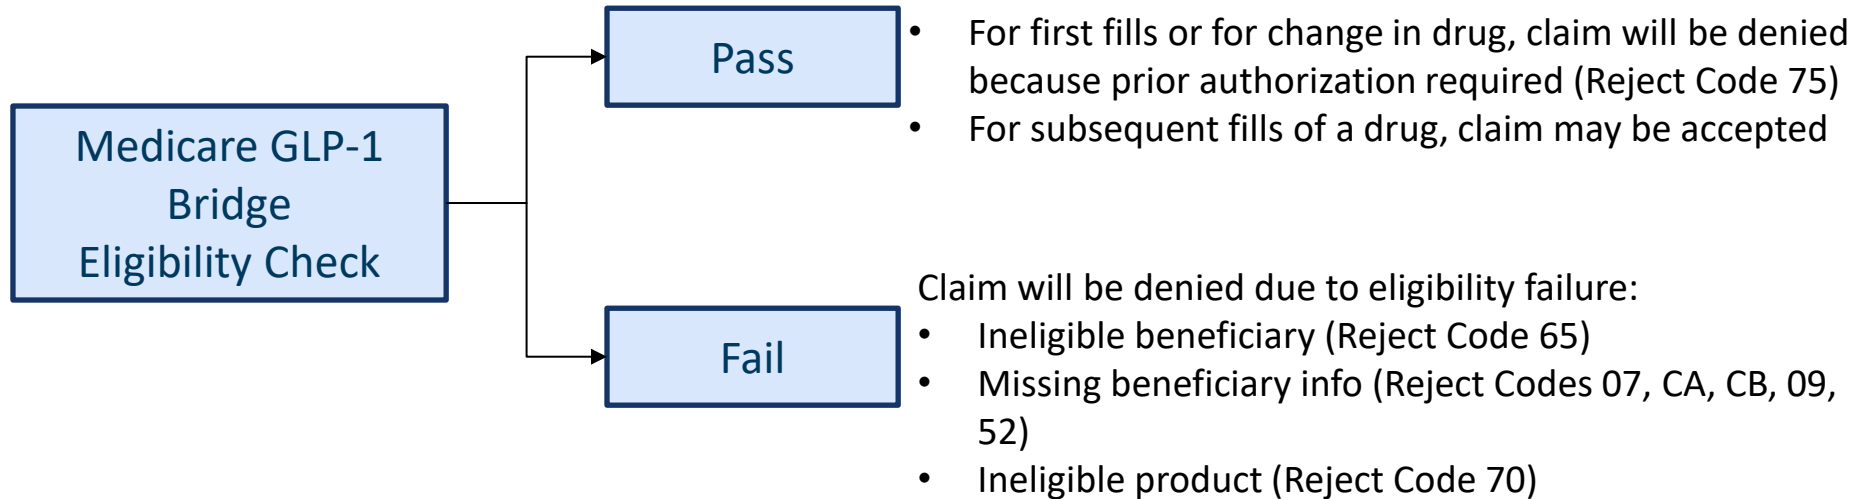 Medicare GLP-1
Bridge
Eligibility Check
Pass
• For first fills or for change in drug, claim will be denied
because prior authorization required (Reject Code 75)
• For subsequent fills of a drug, claim may be accepted
Fail
Claim will be denied due to eligibility failure:
• Ineligible beneficiary (Reject Code 65)
• Missing beneficiary info (Reject Codes 07, CA, CB, 09,
52)
• Ineligible product (Reject Code 70)